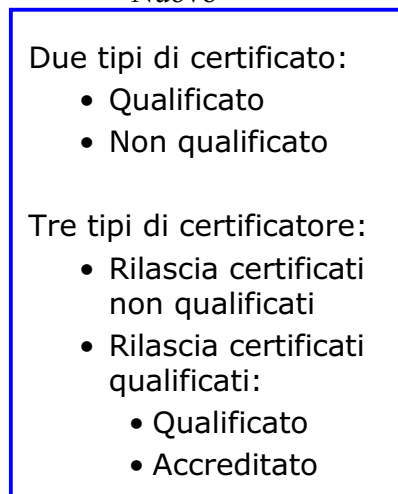 Nuovo
Due tipi di certificato:
• Qualificato
• Non qualificato
Tre tipi di certificatore:
• Rilascia certificati
non qualificati
• Rilascia certificati
qualificati:
• Qualificato
• Accreditato